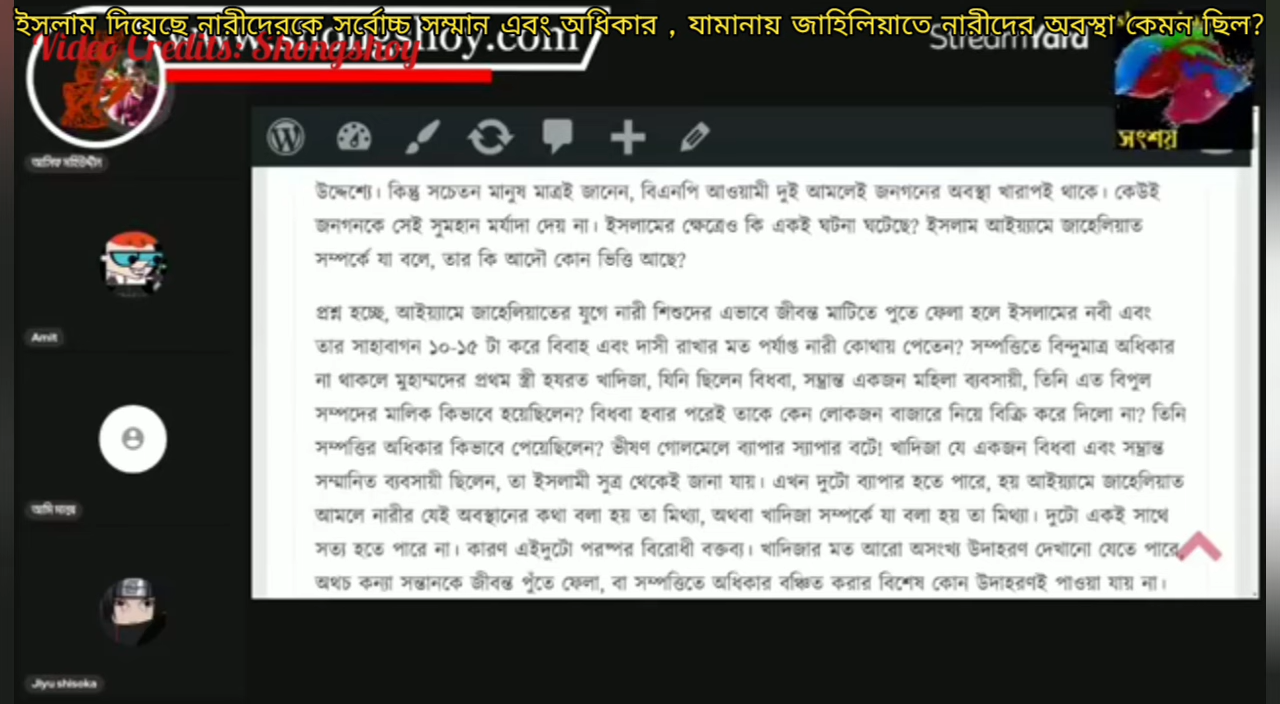 ইসলাম দিয়েছে নারীদেরকে সর্বোচ্চ সম্মান এবং অধিকার , যামানায় জাহিলিয়াতে নারীদের অবস্থা কেমন ছিল?
Video Credits: Shongshoy
StreamYard
সংশয়
আসিফ মহিউদ্দীন
উদ্দেশ্যে। কিন্তু সচেতন মানুষ মাত্রই জানেন, বিএনপি আওয়ামী দুই আমলেই জনগনের অবস্থা খারাপই থাকে। কেউই
জনগনকে সেই সুমহান মর্যাদা দেয় না। ইসলামের ক্ষেত্রেও কি একই ঘটনা ঘটেছে? ইসলাম আইয়্যামে জাহেলিয়াত
সম্পর্কে যা বলে, তার কি আদৌ কোন ভিত্তি আছে?
প্রশ্ন হচ্ছে, আইয়্যামে জাহেলিয়াতের যুগে নারী শিশুদের এভাবে জীবন্ত মাটিতে পুতে ফেলা হলে ইসলামের নবী এবং
তার সাহাবাগন ১০-১৫ টা করে বিবাহ এবং দাসী রাখার মত পর্যাপ্ত নারী কোথায় পেতেন? সম্পত্তিতে বিন্দুমাত্র অধিকার
না থাকলে মুহাম্মদের প্রথম স্ত্রী হযরত খাদিজা, যিনি ছিলেন বিধবা, সম্ভ্রান্ত একজন মহিলা ব্যবসায়ী, তিনি এত বিপুল
সম্পদের মালিক কিভাবে হয়েছিলেন? বিধবা হবার পরেই তাকে কেন লোকজন বাজারে নিয়ে বিক্রি করে দিলো না? তিনি
সম্পত্তির অধিকার কিভাবে পেয়েছিলেন? ভীষণ গোলমেলে ব্যাপার স্যাপার বটে! খাদিজা যে একজন বিধবা এবং সম্ভ্রান্ত
সম্মানিত ব্যবসায়ী ছিলেন, তা ইসলামী সুত্র থেকেই জানা যায়। এখন দুটো ব্যাপার হতে পারে, হয় আইয়্যামে জাহেলিয়াত
আমলে নারীর যেই অবস্থানের কথা বলা হয় তা মিথ্যা, অথবা খাদিজা সম্পর্কে যা বলা হয় তা মিথ্যা। দুটো একই সাথে
সত্য হতে পারে না। কারণ এইদুটো পরষ্পর বিরোধী বক্তব্য। খাদিজার মত আরো অসংখ্য উদাহরণ দেখানো যেতে পারে,
অথচ কন্যা সন্তানকে জীবন্ত পুঁতে ফেলা, বা সম্পত্তিতে অধিকার বঞ্চিত করার বিশেষ কোন উদাহরণই পাওয়া যায় না।
Amit
আমি মানুষ
Jiyu shisoka